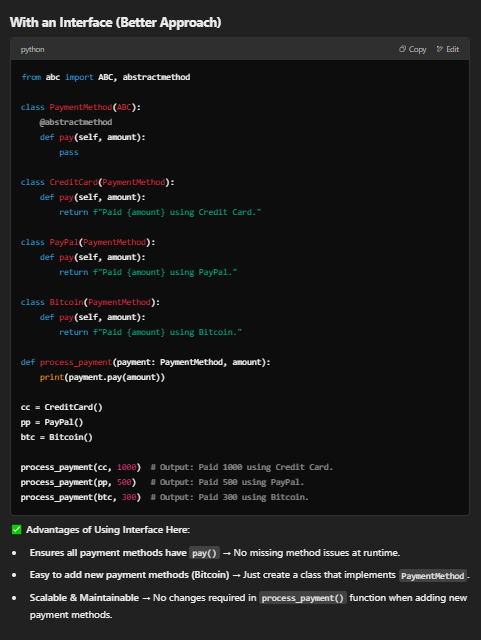 With an Interface (Better Approach)
python
Copy
Edit
from abc import ABC, abstractmethod
class PaymentMethod(ABC):
    @abstractmethod
    def pay(self, amount):
        pass
class CreditCard(PaymentMethod):
    def pay(self, amount):
        return f"Paid {amount} using Credit Card."
class PayPal(PaymentMethod):
    def pay(self, amount):
        return f"Paid {amount} using PayPal."
class Bitcoin(PaymentMethod):
    def pay(self, amount):
        return f"Paid {amount} using Bitcoin."
def process_payment(payment: PaymentMethod, amount):
    print(payment.pay(amount))
cc = CreditCard()
pp = PayPal()
btc = Bitcoin()
process_payment(cc, 1000)  # Output: Paid 1000 using Credit Card.
process_payment(pp, 500)   # Output: Paid 500 using PayPal.
process_payment(btc, 300)  # Output: Paid 300 using Bitcoin.
✅ Advantages of Using Interface Here:
• Ensures all payment methods have pay() → No missing method issues at runtime.
• Easy to add new payment methods (Bitcoin) → Just create a class that implements PaymentMethod.
• Scalable & Maintainable → No changes required in process_payment() function when adding new
payment methods.